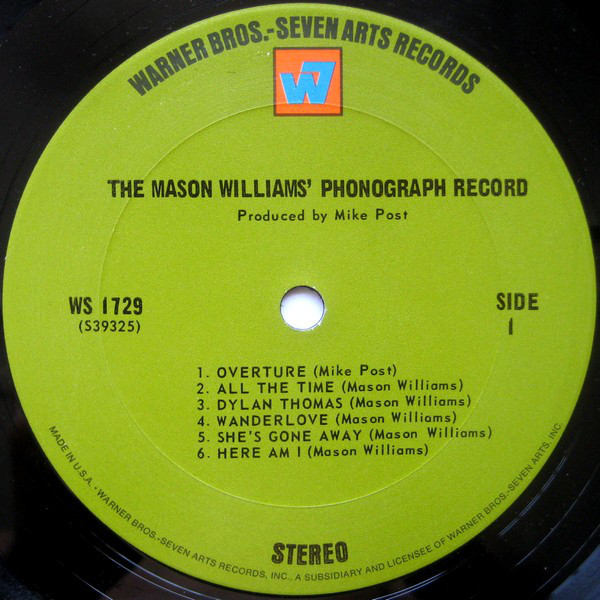 WARNER BROS.-SEVEN ARTS RECORDS
W7
THE MASON WILLIAMS' PHONOGRAPH RECORD
Produced by Mike Post
WS 1729
(S39325)
SIDE
1
1. OVERTURE (Mike Post)
2. ALL THE TIME (Mason Williams)
3. DYLAN THOMAS (Mason Williams)
4. WANDERLOVE (Mason Williams)
5. SHE'S GONE AWAY (Mason Williams)
6. HERE AM I (Mason Williams)
STEREO
MADE IN U.S.A. • WARNER BROS.-SEVEN ARTS RECORDS, INC., A SUBSIDIARY AND LICENSEE OF WARNER BROS.-SEVEN ARTS, INC.